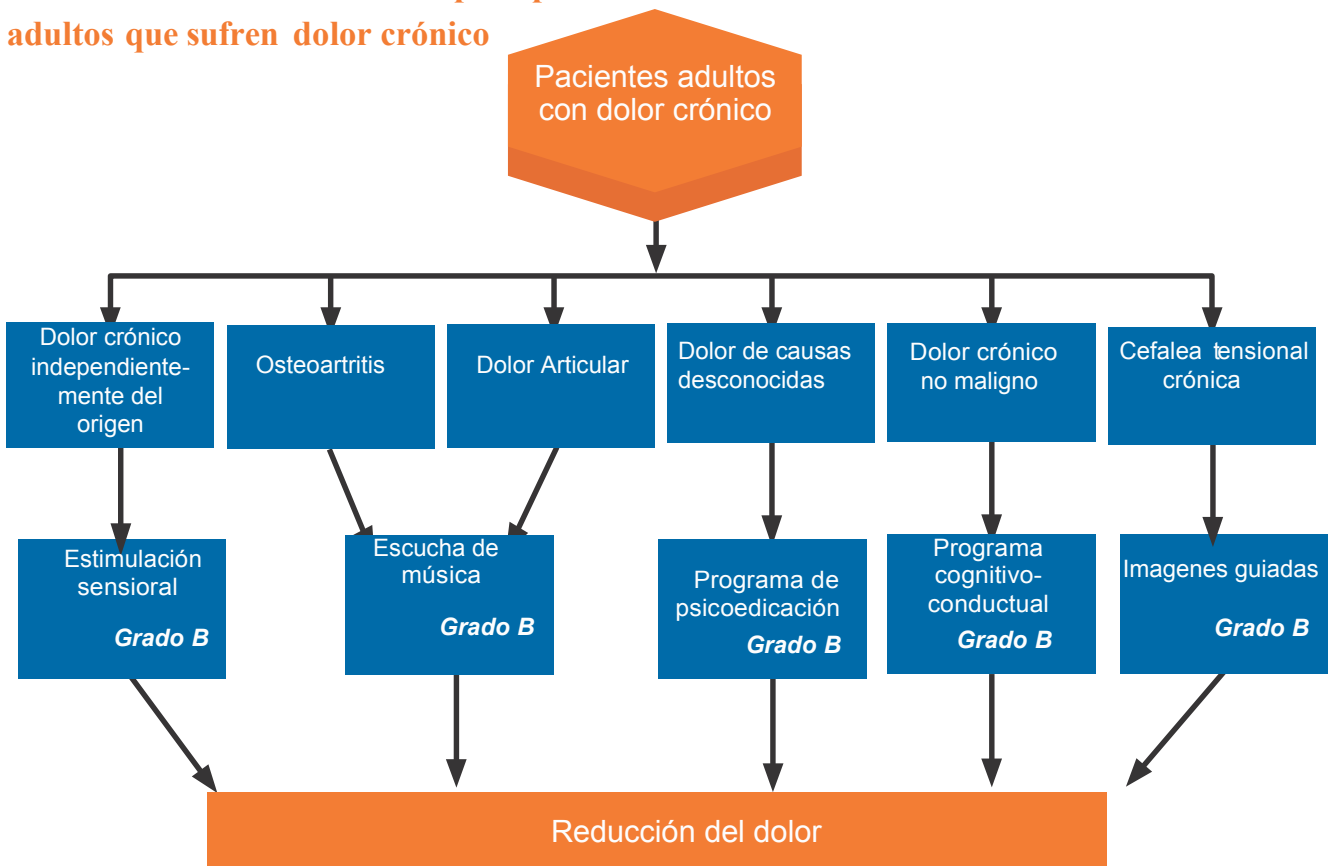 adultos que sufren dolor crónico
Pacientes adultos
con dolor crónico
Dolor crónico
independiente-
mente del
origen
Osteoartritis
Dolor Articular
Dolor de causas
desconocidas
Dolor crónico
no maligno
Cefalea tensional
crónica
Estimulación
sensioral
Grado B
Escucha de
música
Grado B
Programa de
psicoedicación
Grado B
Programa
cognitivo-
conductual
Grado B
Imagenes guiadas
Grado B
Reducción del dolor